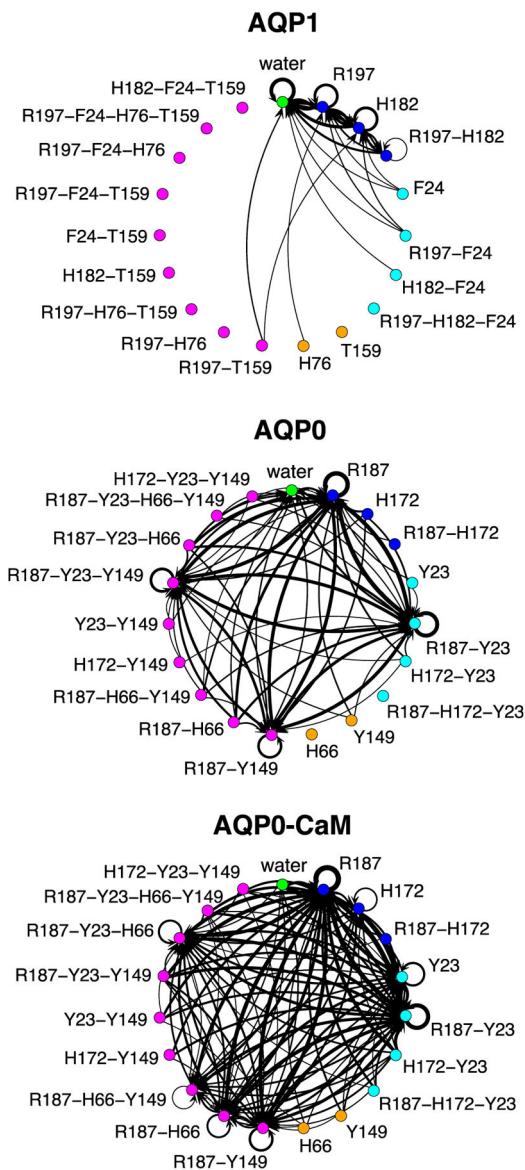 AQP1
water
R197
H182
R197−H182
F24
R197−F24
H182−F24
R197−H182−F24
T159
H76
R197−T159
R197−H76
R197−H76−T159
H182−T159
F24−T159
R197−F24−T159
R197−F24−H76
R197−F24−H76−T159
H182−F24−T159
AQP0
water
R187
H172
R187−H172
Y23
R187−Y23
H172−Y23
R187−H172−Y23
Y149
H66
R187−Y149
R187−H66
R187−H66−Y149
H172−Y149
Y23−Y149
R187−Y23−Y149
R187−Y23−H66
R187−Y23−H66−Y149
H172−Y23−Y149
AQP0-CaM
water
R187
H172
R187−H172
Y23
R187−Y23
H172−Y23
R187−H172−Y23
Y149
H66
R187−Y149
R187−H66
R187−H66−Y149
H172−Y149
Y23−Y149
R187−Y23−Y149
R187−Y23−H66
R187−Y23−H66−Y149
H172−Y23−Y149